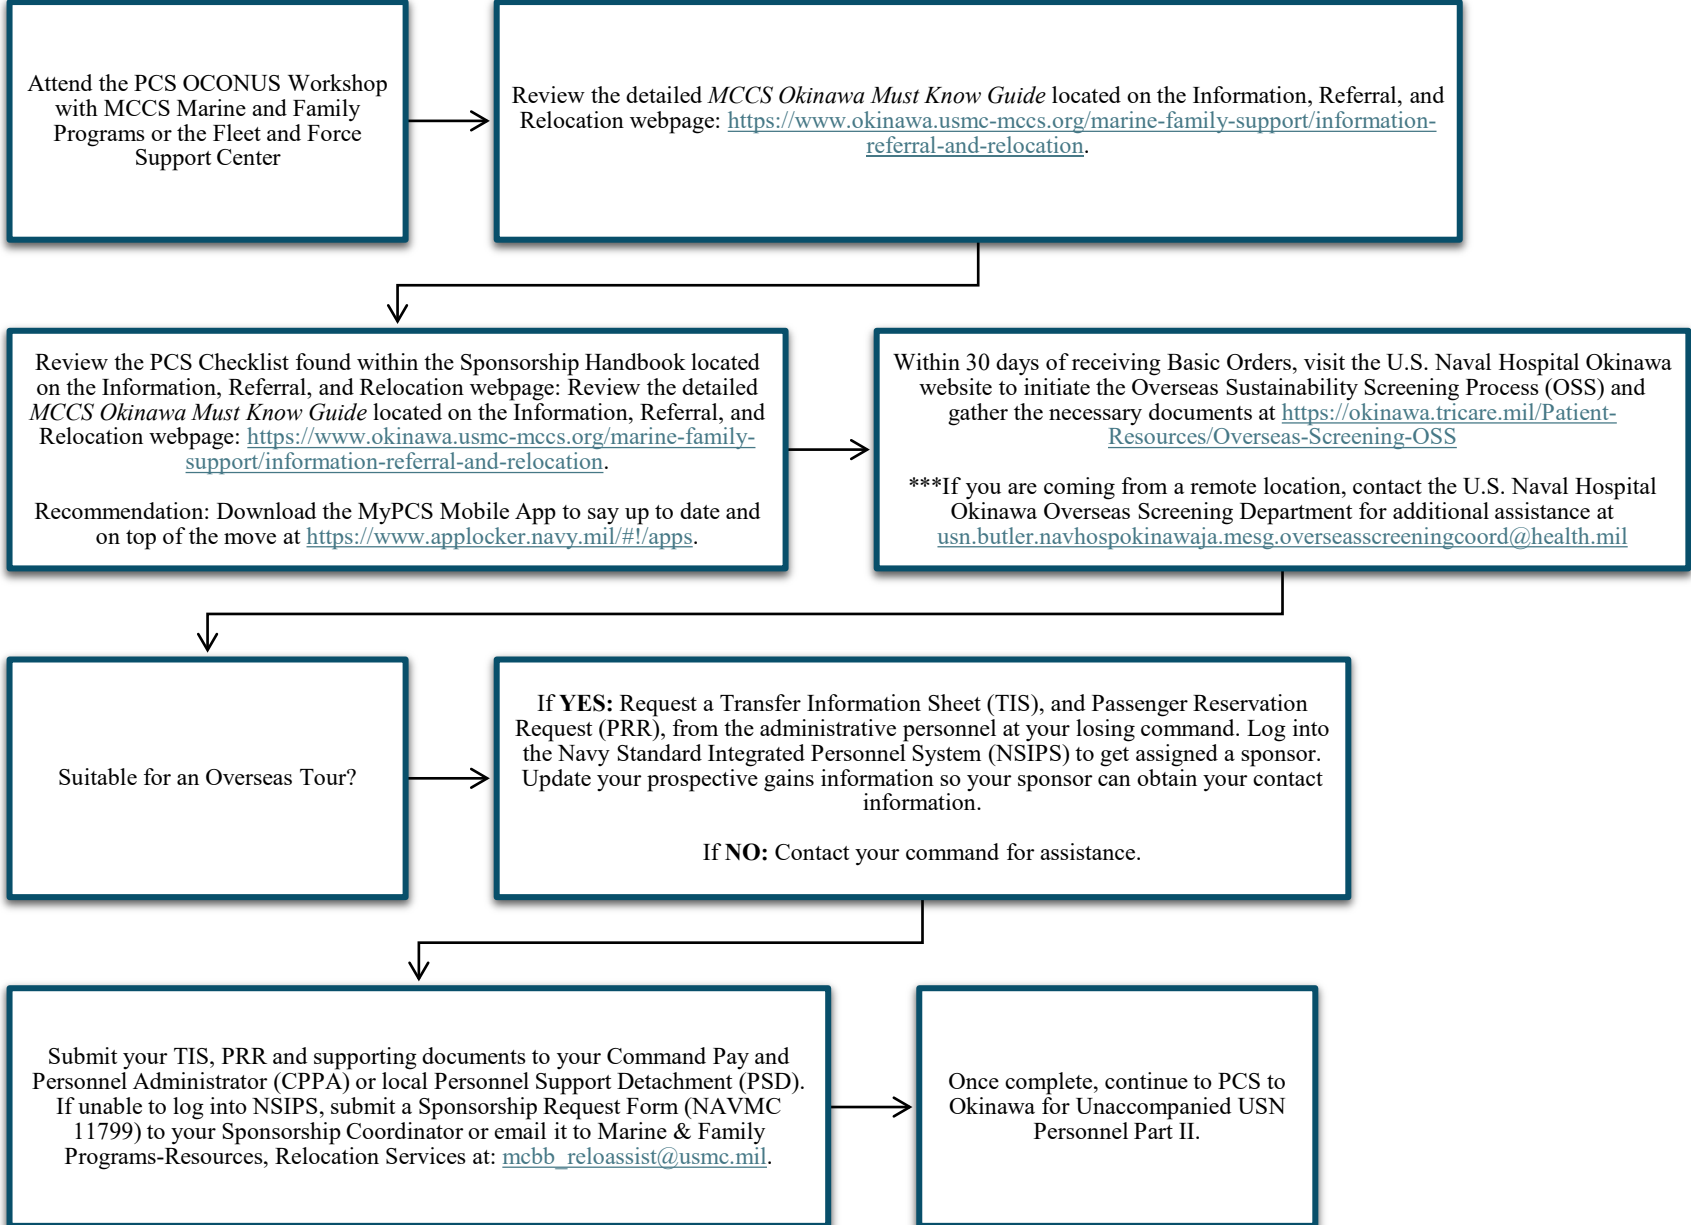 Attend the PCS OCONUS Workshop
with MCCS Marine and Family
Programs or the Fleet and Force
Support Center
Review the detailed MCCS Okinawa Must Know Guide located on the Information, Referral, and
Relocation webpage: https://www.okinawa.usmc-mccs.org/marine-family-support/information-
referral-and-relocation.
Review the PCS Checklist found within the Sponsorship Handbook located
on the Information, Referral, and Relocation webpage: Review the detailed
MCCS Okinawa Must Know Guide located on the Information, Referral, and
Relocation webpage: https://www.okinawa.usmc-mccs.org/marine-family-
support/information-referral-and-relocation.
Recommendation: Download the MyPCS Mobile App to say up to date and
on top of the move at https://www.applocker.navy.mil/#!/apps.
Within 30 days of receiving Basic Orders, visit the U.S. Naval Hospital Okinawa
website to initiate the Overseas Sustainability Screening Process (OSS) and
gather the necessary documents at https://okinawa.tricare.mil/Patient-
Resources/Overseas-Screening-OSS
***If you are coming from a remote location, contact the U.S. Naval Hospital
Okinawa Overseas Screening Department for additional assistance at
usn.butler.navhospokinawaja.mesg.overseasscreeningcoord@health.mil
Suitable for an Overseas Tour?
If YES: Request a Transfer Information Sheet (TIS), and Passenger Reservation
Request (PRR), from the administrative personnel at your losing command. Log into
the Navy Standard Integrated Personnel System (NSIPS) to get assigned a sponsor.
Update your prospective gains information so your sponsor can obtain your contact
information.
If NO: Contact your command for assistance.
Submit your TIS, PRR and supporting documents to your Command Pay and
Personnel Administrator (CPPA) or local Personnel Support Detachment (PSD).
If unable to log into NSIPS, submit a Sponsorship Request Form (NAVMC
11799) to your Sponsorship Coordinator or email it to Marine & Family
Programs-Resources, Relocation Services at: mcbb_reloassist@usmc.mil.
Once complete, continue to PCS to
Okinawa for Unaccompanied USN
Personnel Part II.